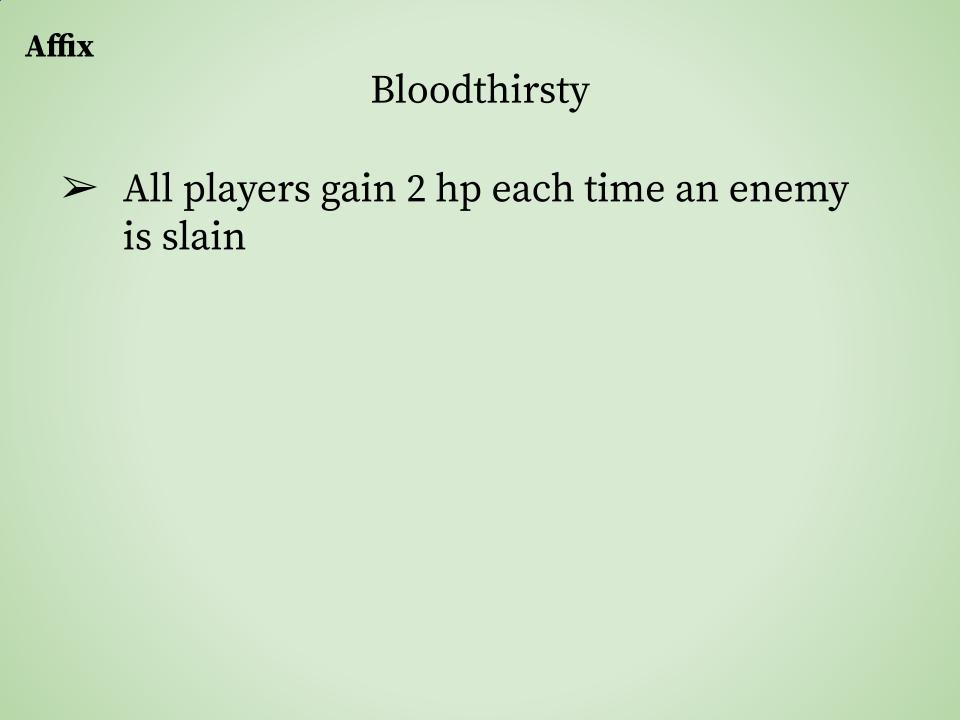 Affix
Bloodthirsty
➢ All players gain 2 hp each time an enemy
is slain